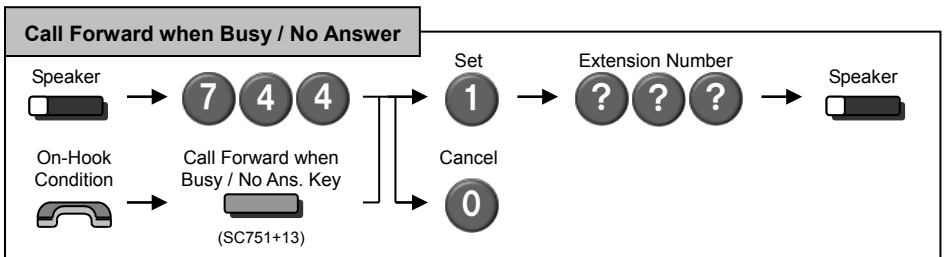 Call Forward when Busy / No Answer
Speaker
7 4 4
Set
1
Extension Number
? ? ?
Speaker
On-Hook
Condition
Call Forward when
Busy / No Ans. Key
(SC751+13)
Cancel
0